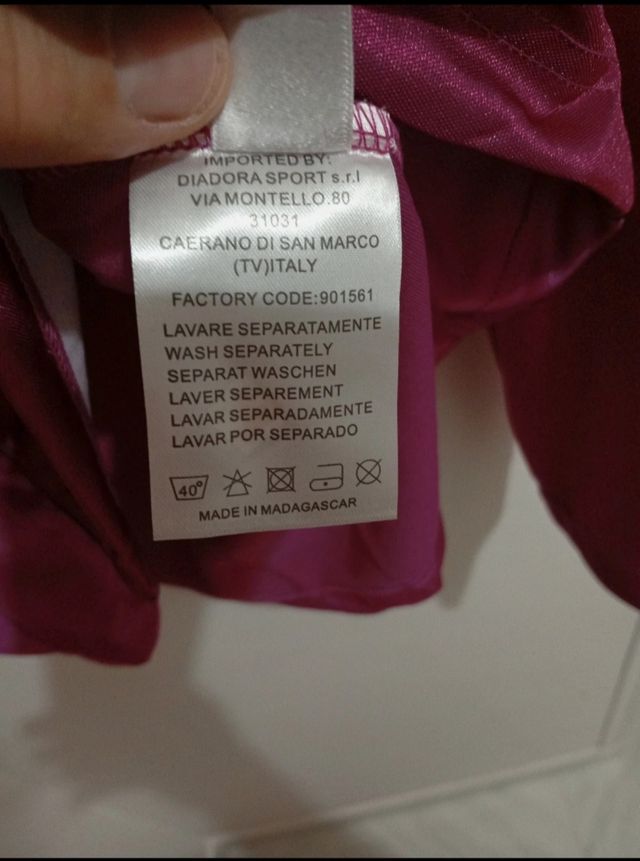 IMPORTED BY:
DIADORA SPORT s.r.l
VIA MONTELLO.80
31031
CAERANO DI SAN MARCO
(TV)ITALY
FACTORY CODE:901561
LAVARE SEPARATAMENTE
WASH SEPARATELY
SEPARAT WASCHEN
LAVER SEPAREMENT
LAVAR SEPARADAMENTE
LAVAR POR SEPARADO
40°
MADE IN MADAGASCAR